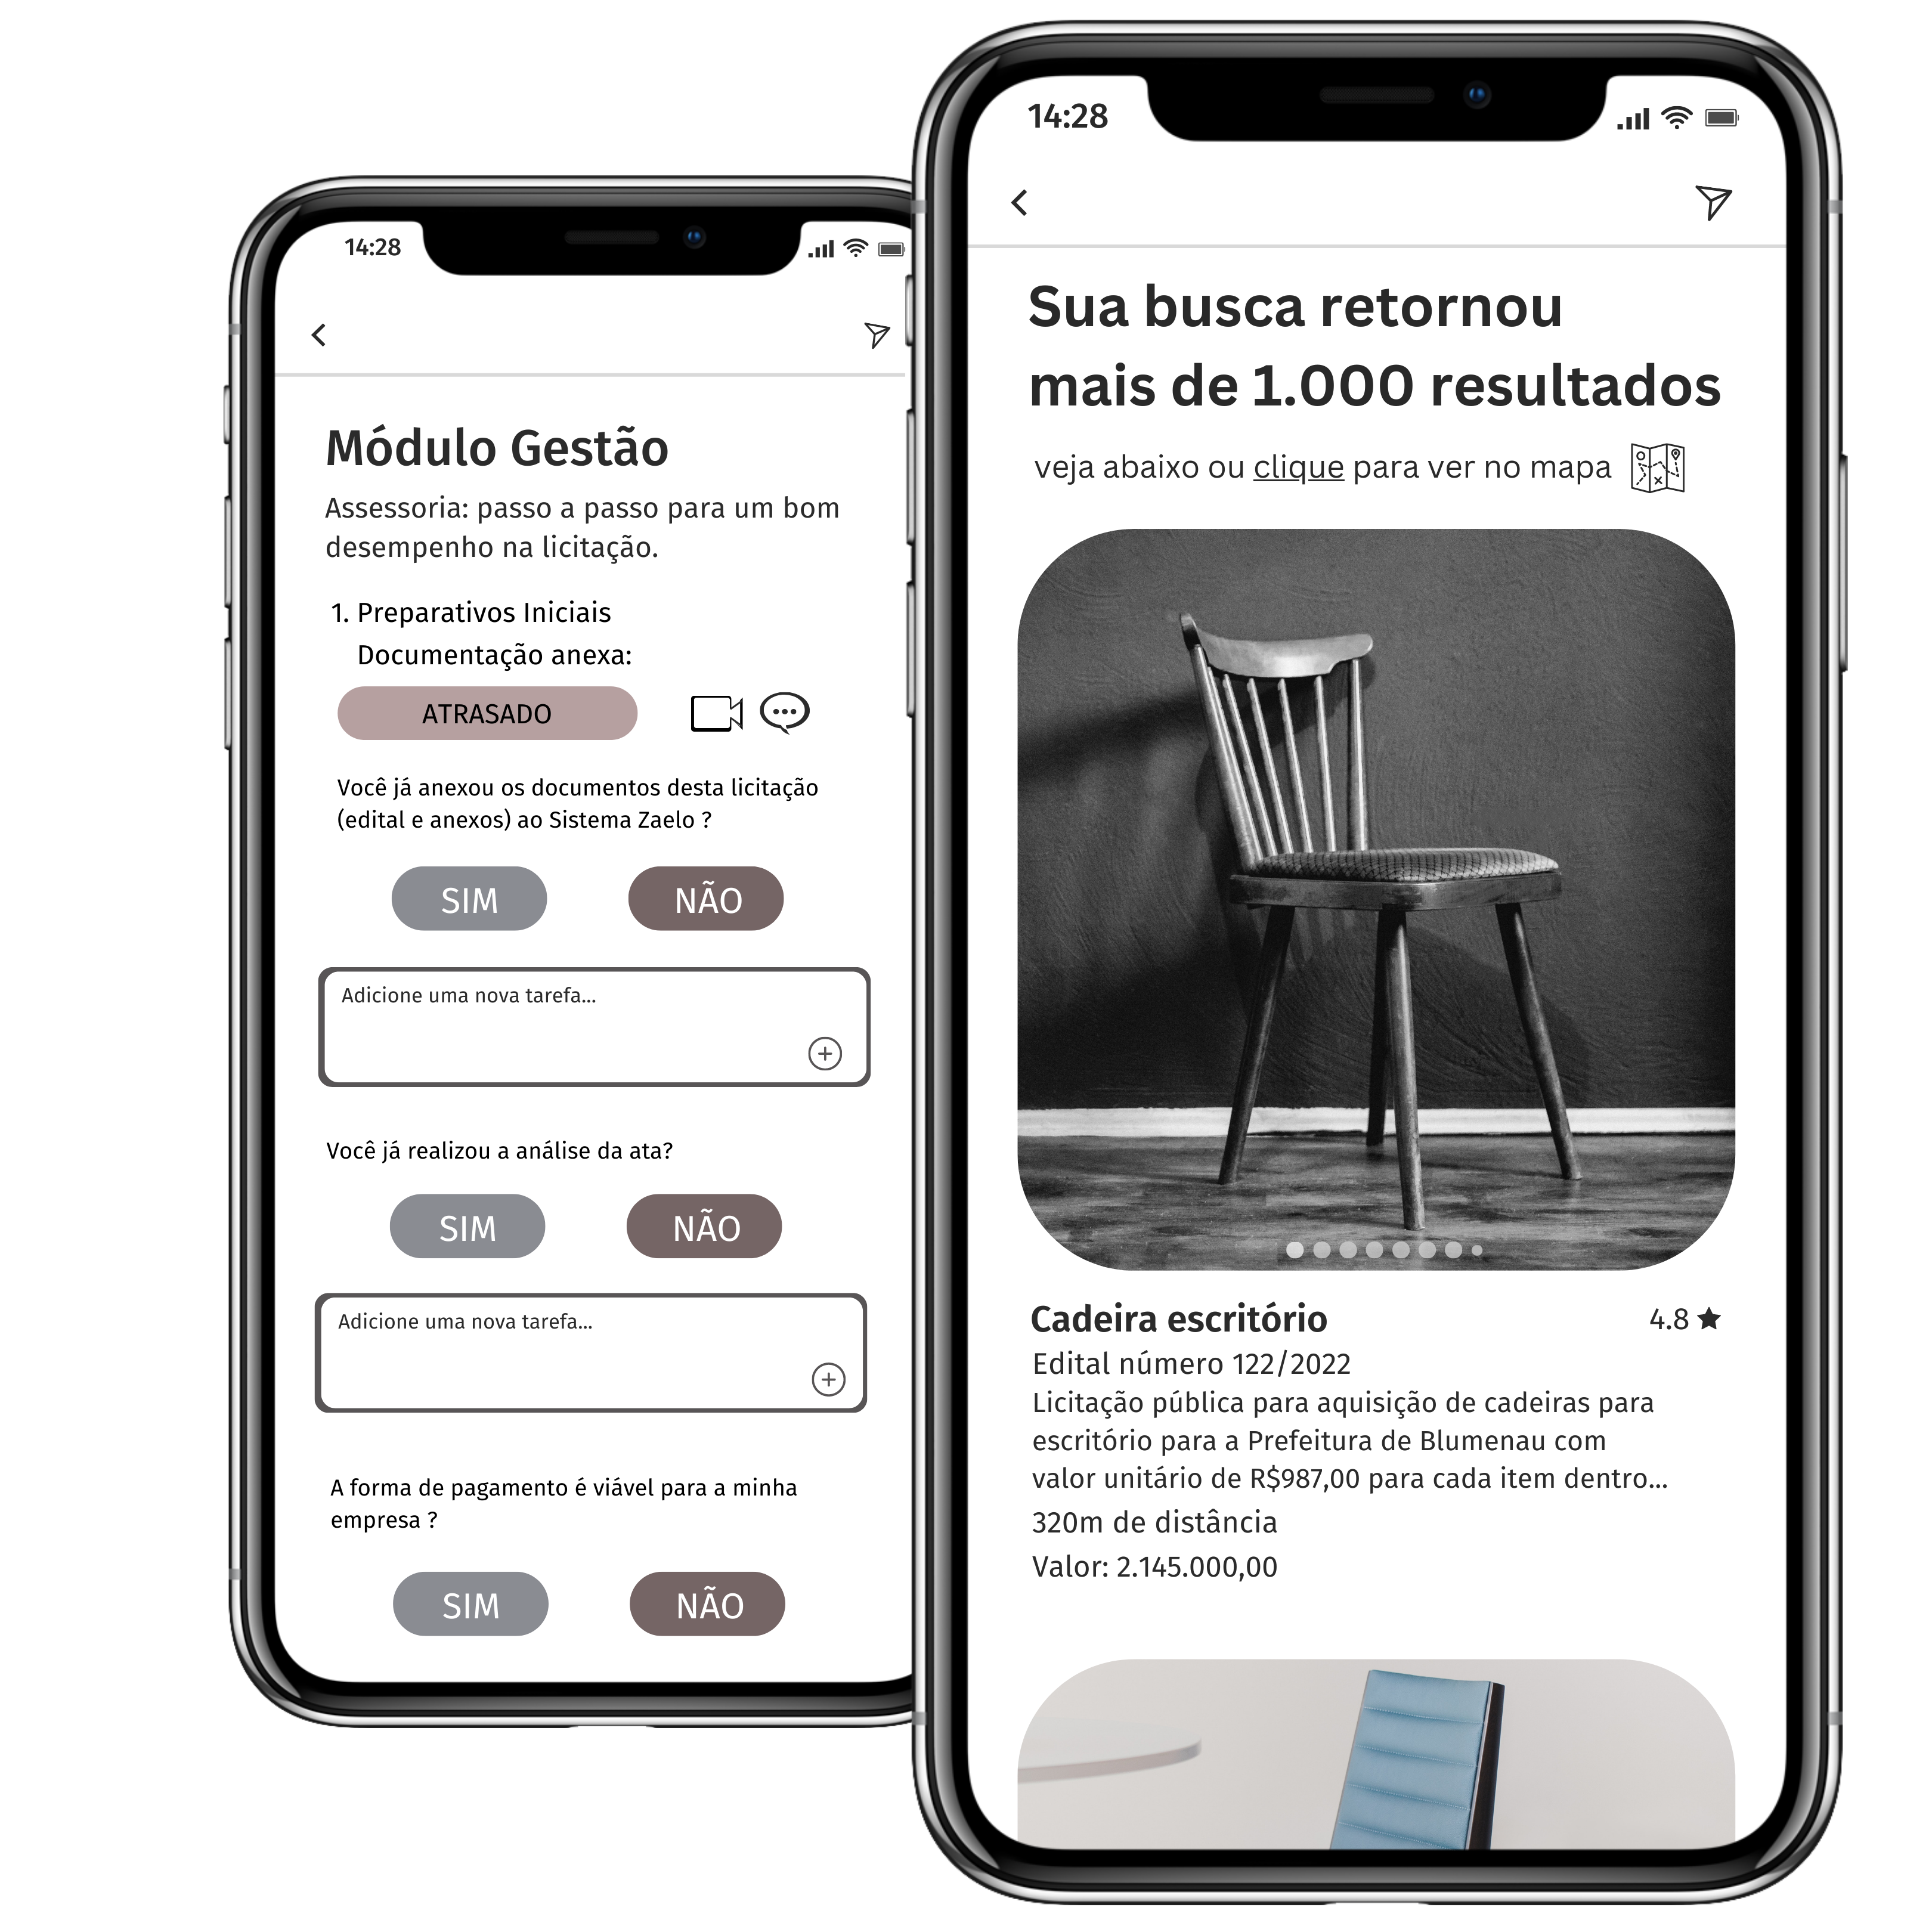 14:28
Módulo Gestão
Assessoria: passo a passo para um bom
desempenho na licitação.
1. Preparativos Iniciais
Documentação anexa:
ATRASADO
Você já anexou os documentos desta licitação
(edital e anexos) ao Sistema Zaelo ?
SIM NÃO
Adicione uma nova tarefa...
Você já realizou a análise da ata?
SIM NÃO
Adicione uma nova tarefa...
A forma de pagamento é viável para a minha
empresa ?
SIM NÃO
14:28
Sua busca retornou
mais de 1.000 resultados
veja abaixo ou clique para ver no mapa
Cadeira escritório 4.8 ★
Edital número 122/2022
Licitação pública para aquisição de cadeiras para
escritório para a Prefeitura de Blumenau com
valor unitário de R$987,00 para cada item dentro...
320m de distância
Valor: 2.145.000,00